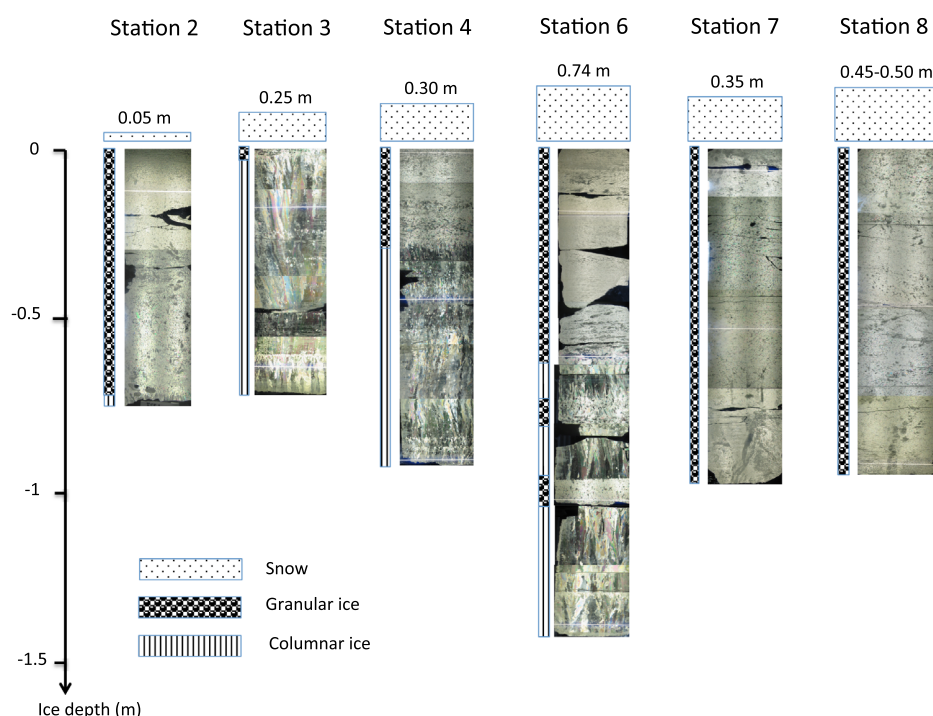 Station 2 Station 3 Station 4 Station 6 Station 7 Station 8
0.05 m 0.25 m 0.30 m 0.74 m 0.35 m 0.45-0.50 m
0
-0.5
-1
-1.5
Snow
Granular ice
Columnar ice
Ice depth (m)